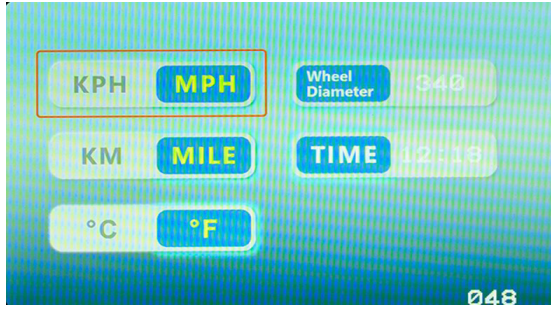 KPH MPH
Wheel
Diameter 340
KM MILE
TIME 12:18
°C °F
048